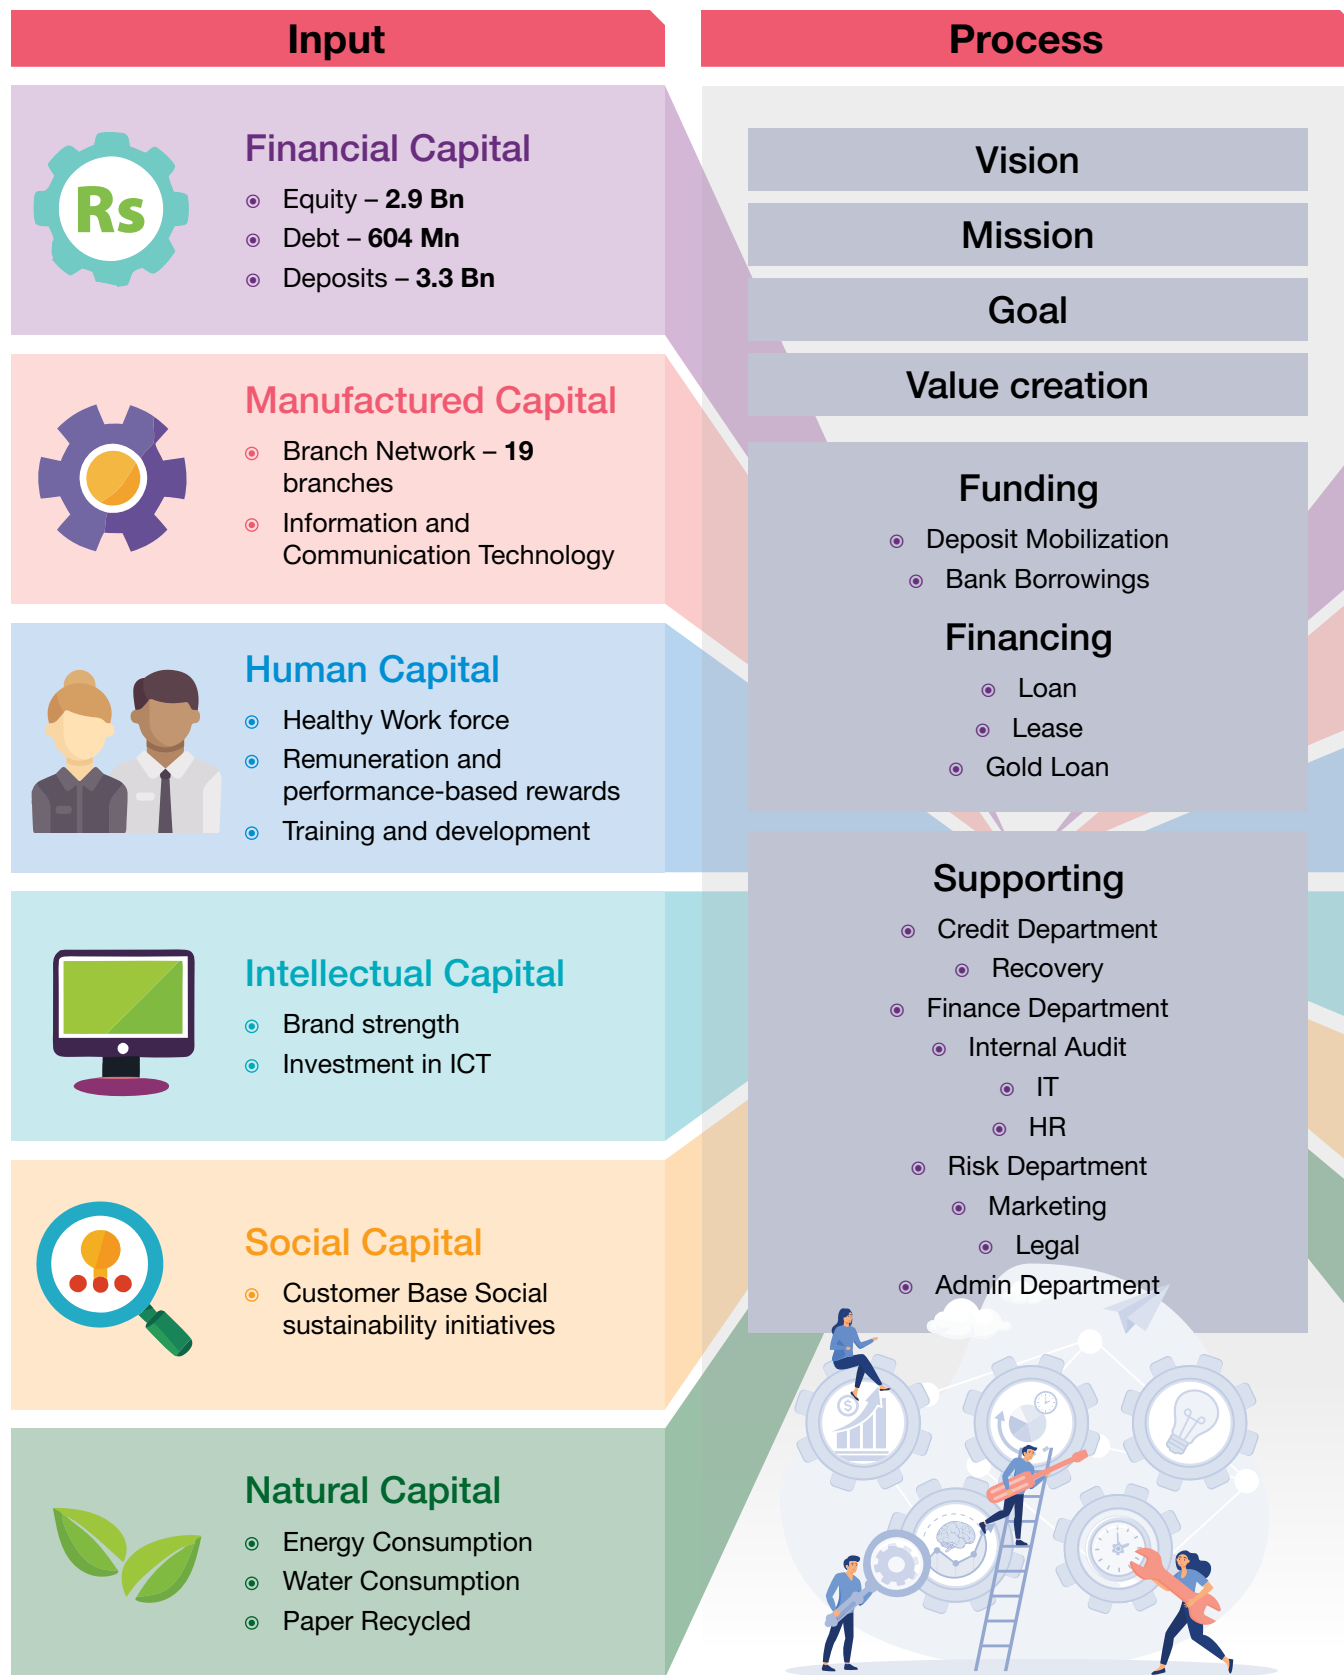 Input
Financial Capital
Rs
Equity – 2.9 Bn
Debt – 604 Mn
Deposits – 3.3 Bn
Manufactured Capital
Branch Network – 19
branches
Information and
Communication Technology
Human Capital
Healthy Work force
Remuneration and
performance-based rewards
Training and development
Intellectual Capital
Brand strength
Investment in ICT
Social Capital
Customer Base Social
sustainability initiatives
Natural Capital
Energy Consumption
Water Consumption
Paper Recycled
Process
Vision
Mission
Goal
Value creation
Funding
Deposit Mobilization
Bank Borrowings
Financing
Loan
Lease
Gold Loan
Supporting
Credit Department
Recovery
Finance Department
Internal Audit
IT
HR
Risk Department
Marketing
Legal
Admin Department
$